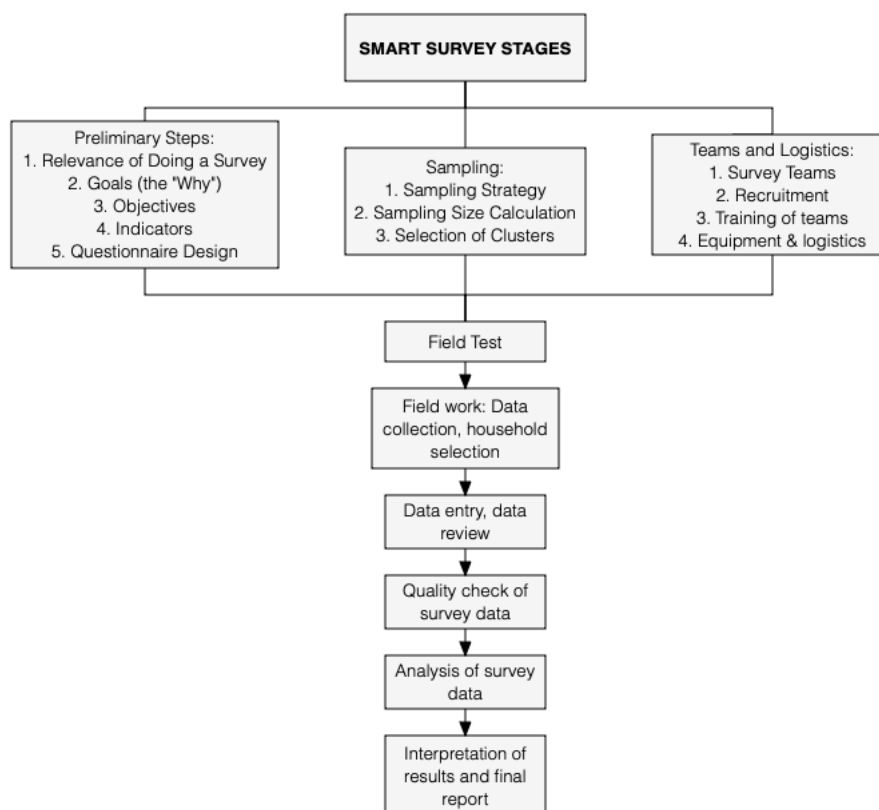 SMART SURVEY STAGES
Preliminary Steps:
1. Relevance of Doing a Survey
2. Goals (the "Why")
3. Objectives
4. Indicators
5. Questionnaire Design
Sampling:
1. Sampling Strategy
2. Sampling Size Calculation
3. Selection of Clusters
Teams and Logistics:
1. Survey Teams
2. Recruitment
3. Training of teams
4. Equipment & logistics
Field Test
Field work: Data
collection, household
selection
Data entry, data
review
Quality check of
survey data
Analysis of survey
data
Interpretation of
results and final
report